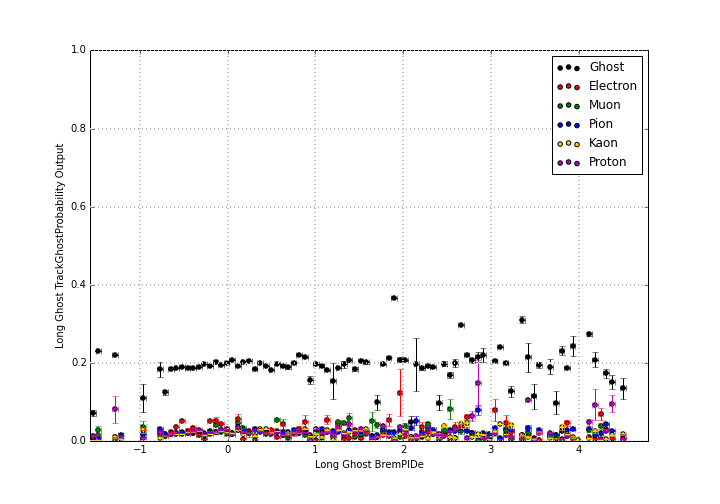 1.0
0.8
0.6
0.4
0.2
0.0
−1
0
1
2
3
4
Long Ghost BremPIDe
Long Ghost TrackGhostProbability Output
Ghost
Electron
Muon
Pion
Kaon
Proton